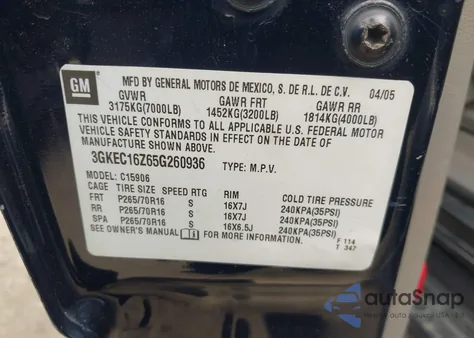 GM
MFD BY GENERAL MOTORS DE MEXICO, S. DE R.L. DE C.V. 04/05
GVWR GAWR FRT GAWR RR
3175KG(7000LB) 1452KG(3200LB) 1814KG(4000LB)
THIS VEHICLE CONFORMS TO ALL APPLICABLE U.S. FEDERAL MOTOR
VEHICLE SAFETY STANDARDS IN EFFECT ON THE DATE OF
MANUFACTURE SHOWN ABOVE.
3GKEC16Z65G260936 TYPE: M.P.V.
MODEL: C15906
TIRE SIZE SPEED RTG RIM COLD TIRE PRESSURE
FRT P265/70R16 S 16X7J 240KPA(35PSI)
RR P265/70R16 S 16X7J 240KPA(35PSI)
SPA P265/70R16 S 16X6.5J 240KPA(35PSI)
SEE OWNER'S MANUAL FOR MORE INFORMATION.
F 114
T 347
autoSnap